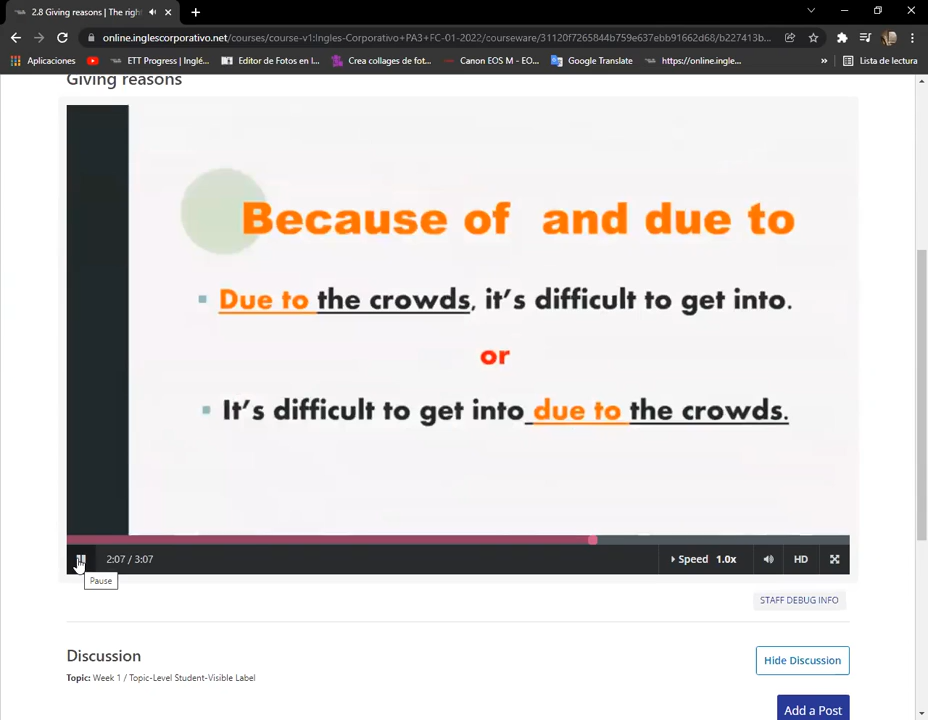 2.8 Giving reasons | The righ
online.inglescorporativo.net/courses/course-v1:Ingles-Corporativo+PA3+FC-01-2022/courseware/31120f7265844b759e637ebb91662d68/b227413b...
Aplicaciones
ETT Progress | Inglé...
Editor de Fotos en l...
Crea collages de fot...
Canon EOS M - EO...
Google Translate
https://online.ingle...
»
Lista de lectura
Giving reasons
Because of and due to
Due to the crowds, it's difficult to get into.
or
It's difficult to get into due to the crowds.
2:07 / 3:07
Speed 1.0x
HD
Pause
STAFF DEBUG INFO
Discussion
Hide Discussion
Topic: Week 1 / Topic-Level Student-Visible Label
Add a Post